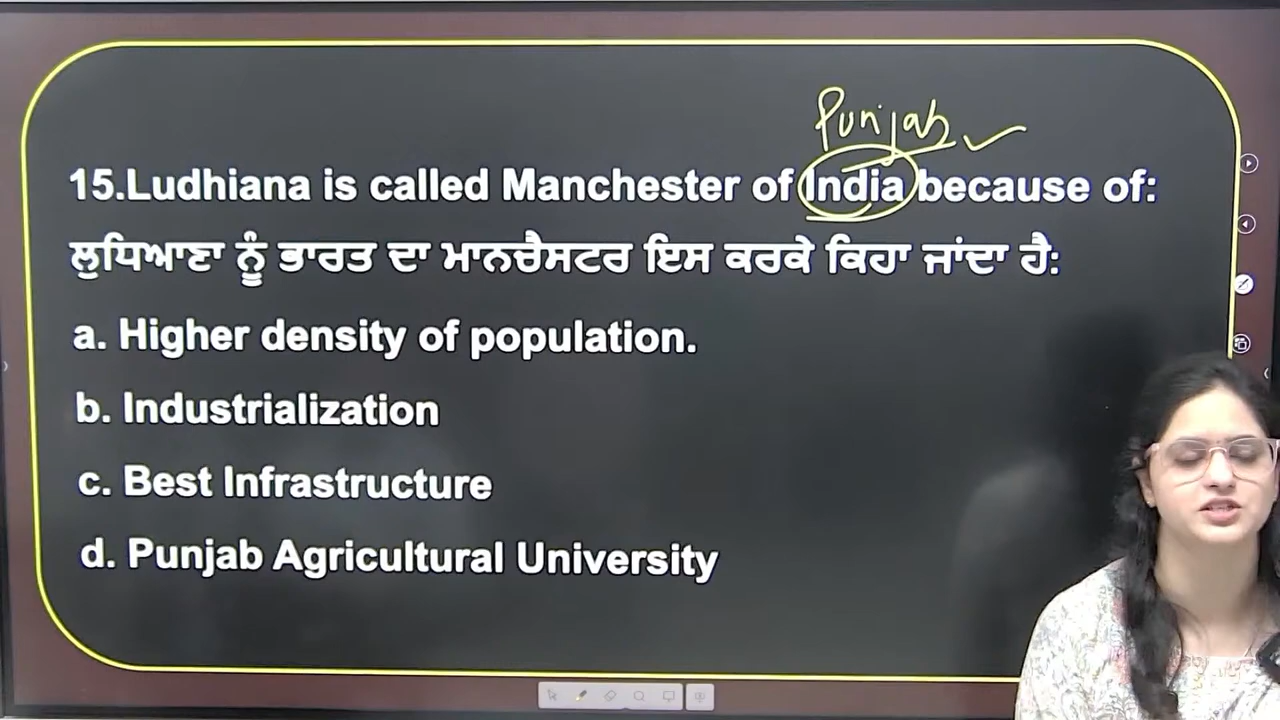 Punjab
15.Ludhiana is called Manchester of India because of:
ਲੁਧਿਆਣਾ ਨੂੰ ਭਾਰਤ ਦਾ ਮਾਨਚੈਸਟਰ ਇਸ ਕਰਕੇ ਕਿਹਾ ਜਾਂਦਾ ਹੈ:
a. Higher density of population.
b. Industrialization
c. Best Infrastructure
d. Punjab Agricultural University